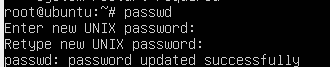 root@ubuntu:~# passwd
Enter new UNIX password:
Retype new UNIX password:
passwd: password updated successfully